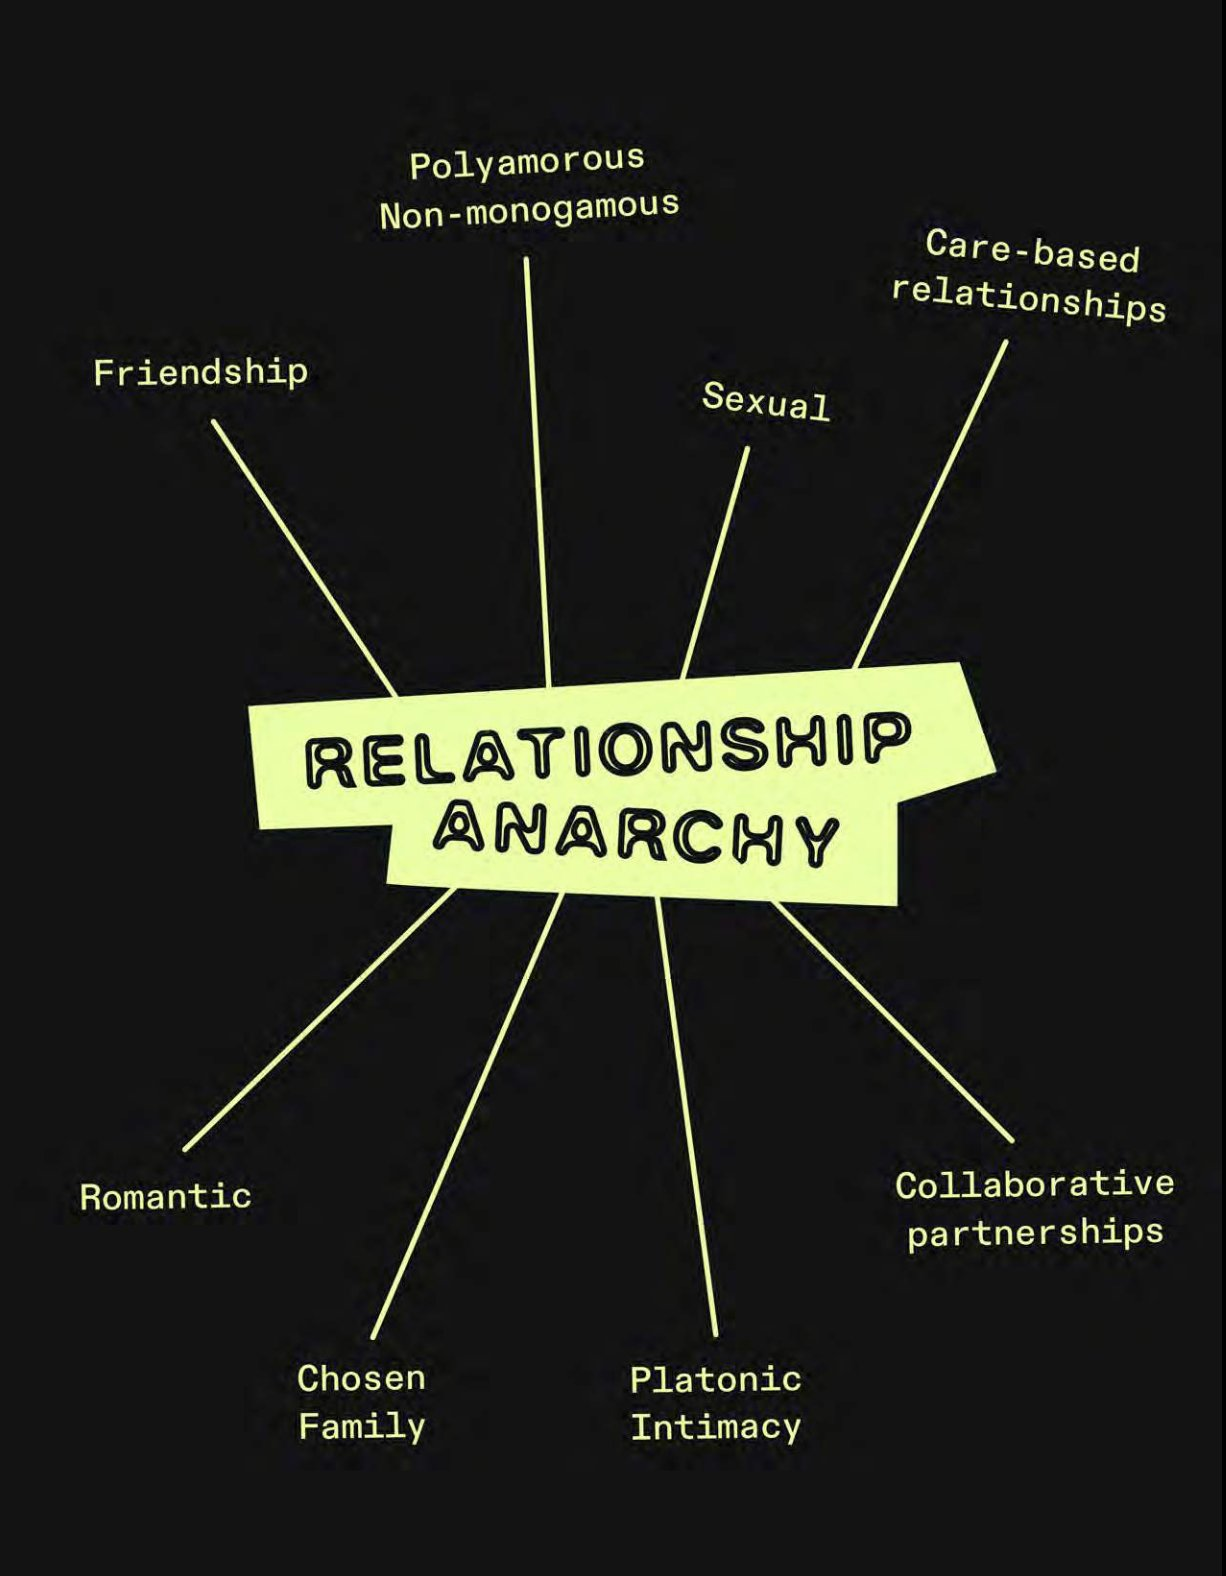 Polyamorous
Non-monogamous
Care-based
relationships
Friendship
Sexual
RELATIONSHIP
ANARCHY
Romantic
Collaborative
partnerships
Chosen
Family
Platonic
Intimacy